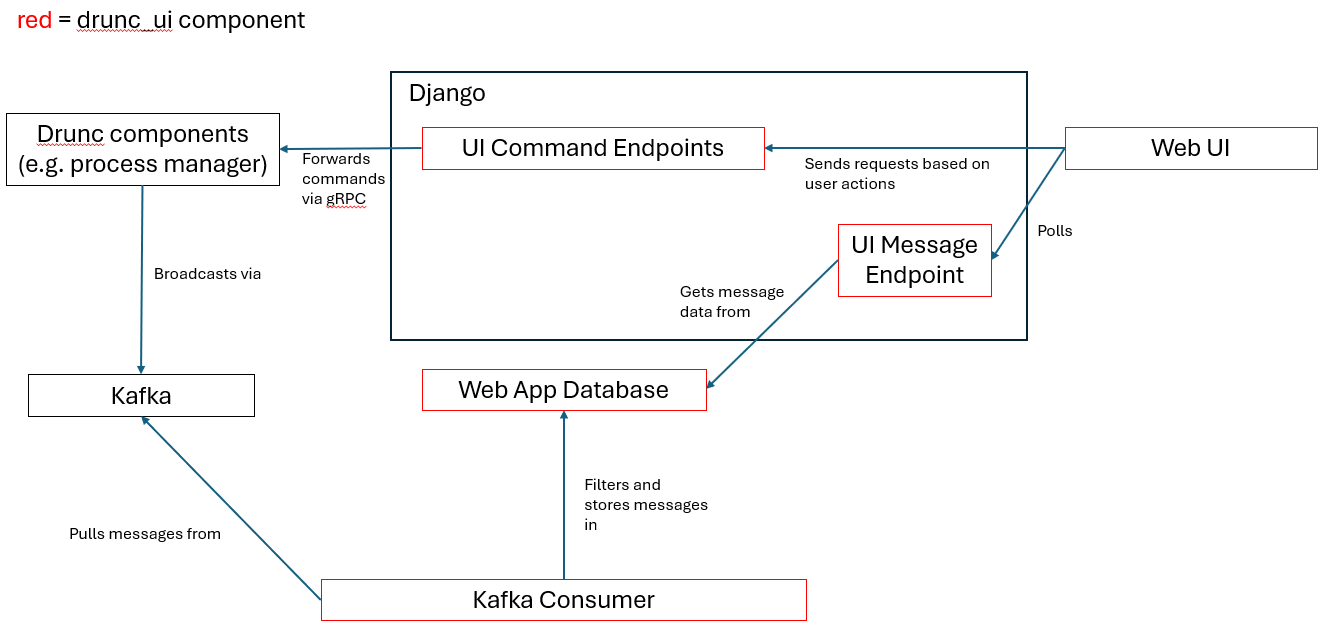 red = drunc_ui component
Django
Drunc components
(e.g. process manager)
UI Command Endpoints
Web UI
Forwards
commands
via gRPC
Sends requests based on
user actions
UI Message
Endpoint
Polls
Broadcasts via
Gets message
data from
Kafka
Web App Database
Filters and
stores messages
in
Pulls messages from
Kafka Consumer